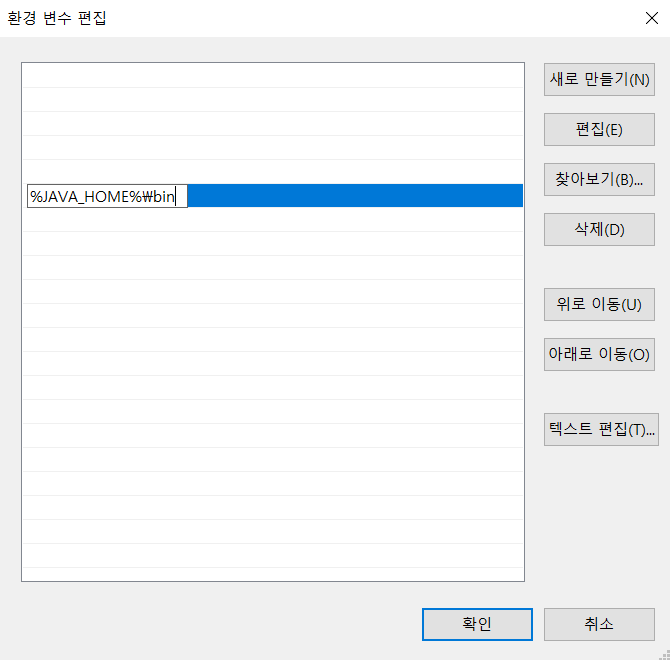 환경 변수 편집
새로 만들기(N)
편집(E)
%JAVA_HOME%₩bin
찾아보기(B)...
삭제(D)
위로 이동(U)
아래로 이동(O)
텍스트 편집(T)...
확인
취소